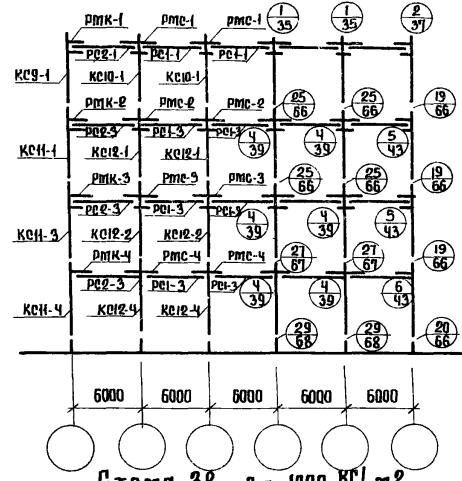 РМК-1 РМС-1 РМС-1 1/35 1/35 2/37
РС2-1 РС1-1 РС1-1
КС9-1 КС10-1 КС10-1
РМК-2 РМС-2 РМС-2 25/66 25/66 19/66
РС2-3 РС1-3 РС1-3 4/39 4/39 5/43
КС11-1 КС12-1 КС12-1
РМК-3 РМС-3 РМС-3 25/66 25/66 19/66
РС2-3 РС1-3 4/39 4/39 5/43
КС11-3 КС12-2 КС12-2
РМК-4 РМС-4 РМС-4 27/67 27/67 19/66
РС2-3 РС1-3 РС1-3 4/39 4/39 6/43
КС11-4 КС12-4 КС12-4
29/68 29/68 20/66
6000 6000 6000 6000 6000
Схема 38